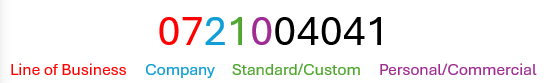 0721004041
Line of Business Company Standard/Custom Personal/Commercial